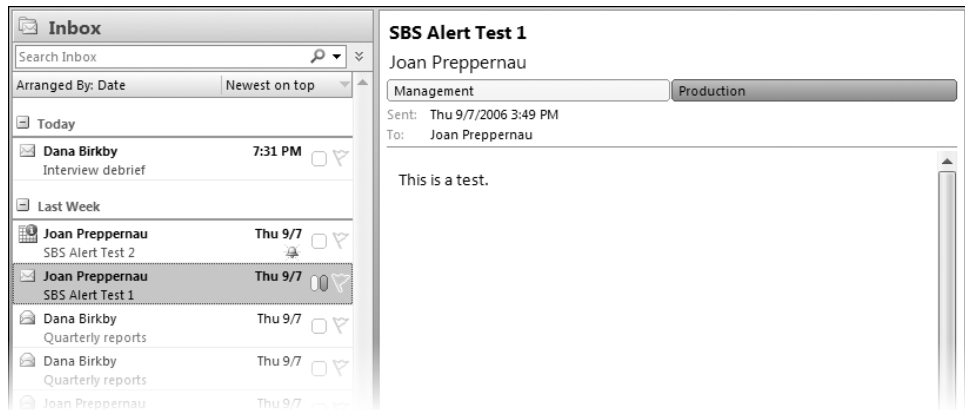 Inbox
Search Inbox
Arranged By: Date Newest on top
Today
Dana Birkby 7:31 PM
Interview debrief
Last Week
Joan Preppernau Thu 9/7
SBS Alert Test 2
Joan Preppernau Thu 9/7
SBS Alert Test 1
Dana Birkby Thu 9/7
Quarterly reports
Dana Birkby Thu 9/7
Quarterly reports
Joan Preppernau Thu 9/7
SBS Alert Test 1
Joan Preppernau
Management Production
Sent: Thu 9/7/2006 3:49 PM
To: Joan Preppernau
This is a test.